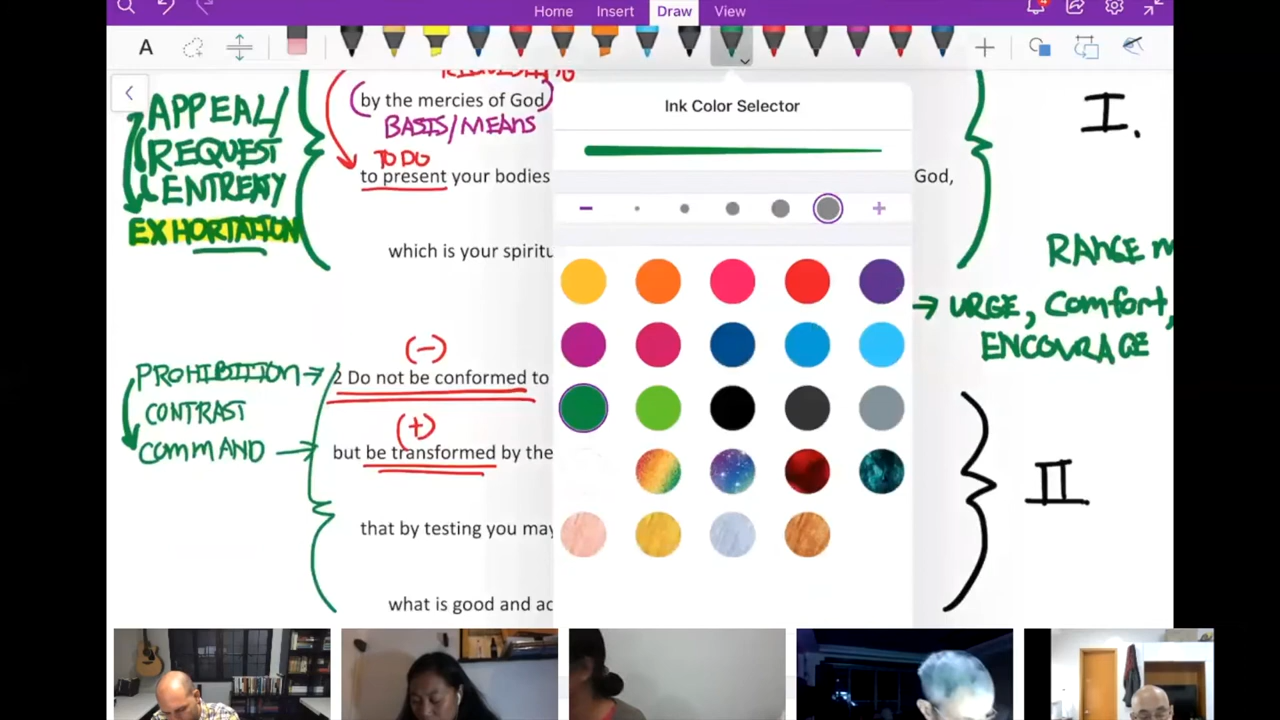 Home Insert Draw View
A
APPEAL/
REQUEST
ENTREATY
EXHORTATION
by the mercies of God
BASIS/MEANS
TO DO
to present your bodies
God,
which is your spiritu
Ink Color Selector
I.
RANGE
→ URGE, Comfort,
ENCOURAGE
PROHIBITION →
CONTRAST
COMMAND →
(-)
2 Do not be conformed to
(+)
but be transformed by the
that by testing you may
what is good and ac
II